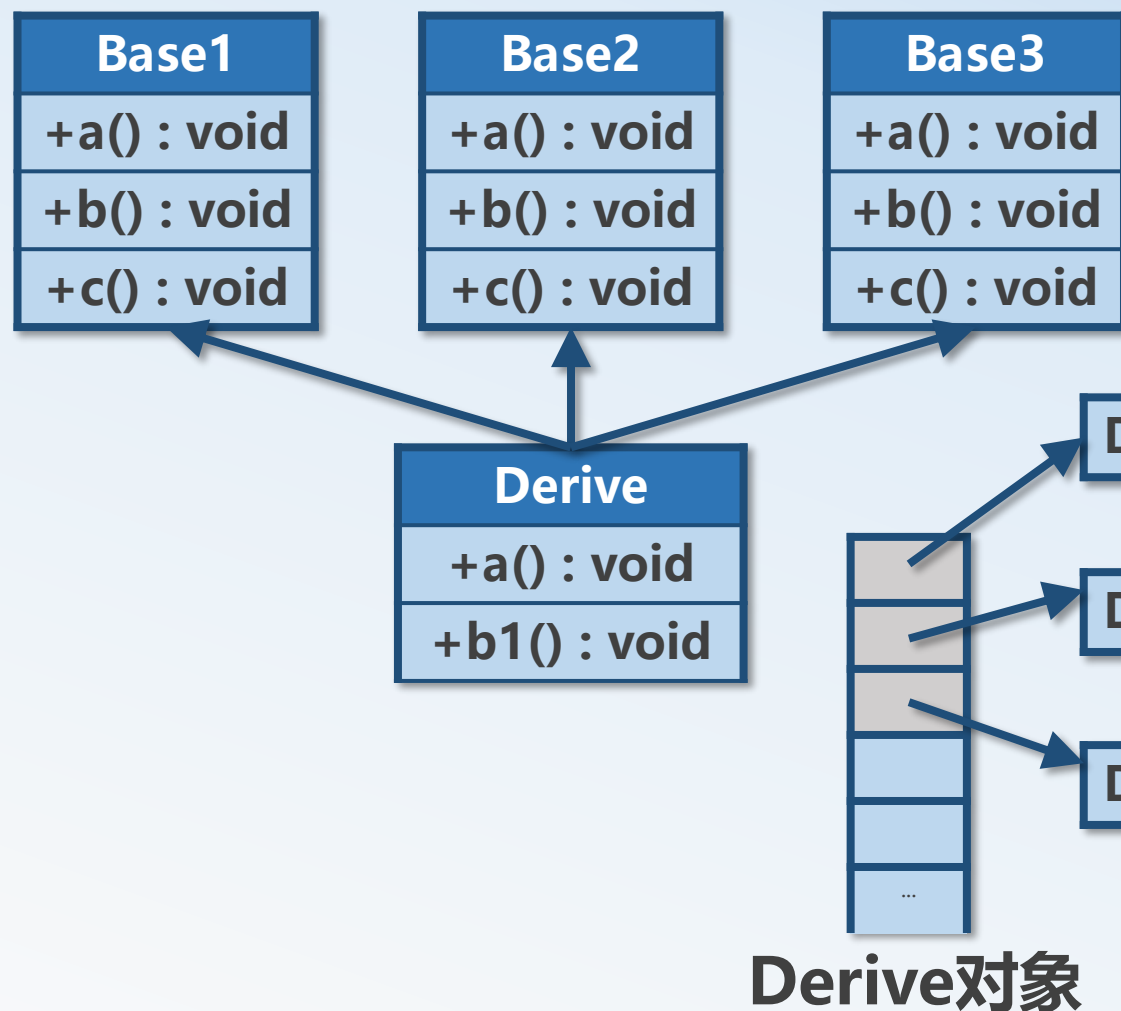 Base1
+a() : void
+b() : void
+c() : void
Base2
+a() : void
+b() : void
+c() : void
Base3
+a() : void
+b() : void
+c() : void
Derive
+a() : void
+b1() : void
...
Derive对象